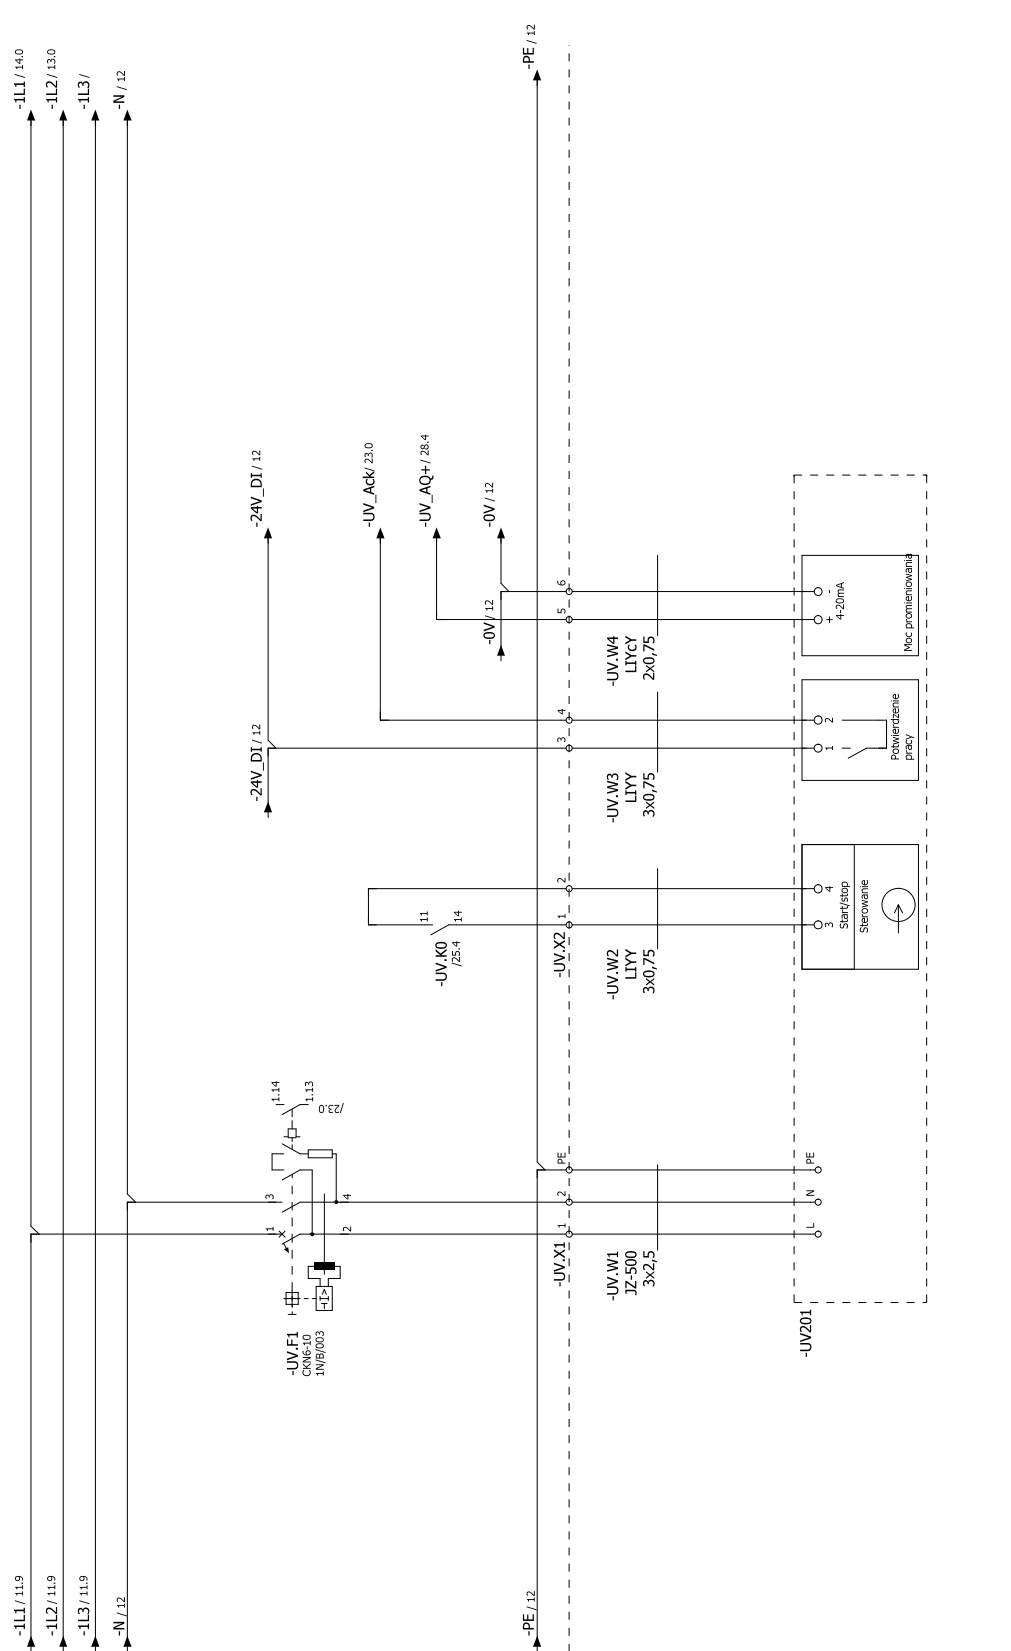 -1L1 / 11.9
-1L1 / 14.0
-1L2 / 11.9
-1L2 / 13.0
-1L3 / 11.9
-1L3 /
-N / 12
-N / 12
-24V_DI / 12
-24V_DI / 12
-UV_Ack / 23.0
-UV_AQ+ / 28.4
-0V / 12
-0V / 12
-PE / 12
-PE / 12
-UV.F1
CKN6-10
1N/B/003
I>
1
3
2
4
1.14
1.13
/23.0
-UV.K0
/25.4
11
14
-UV.X1
1
2
PE
-UV.X2
1
2
3
4
5
6
-UV.W1
JZ-500
3x2,5
-UV.W2
LIYY
3x0,75
-UV.W3
LIYY
3x0,75
-UV.W4
LIYcY
2x0,75
-UV201
L
N
PE
3
4
Start/stop
Sterowanie
1
2
Potwierdzenie
pracy
+
-
4-20mA
Moc promieniowania